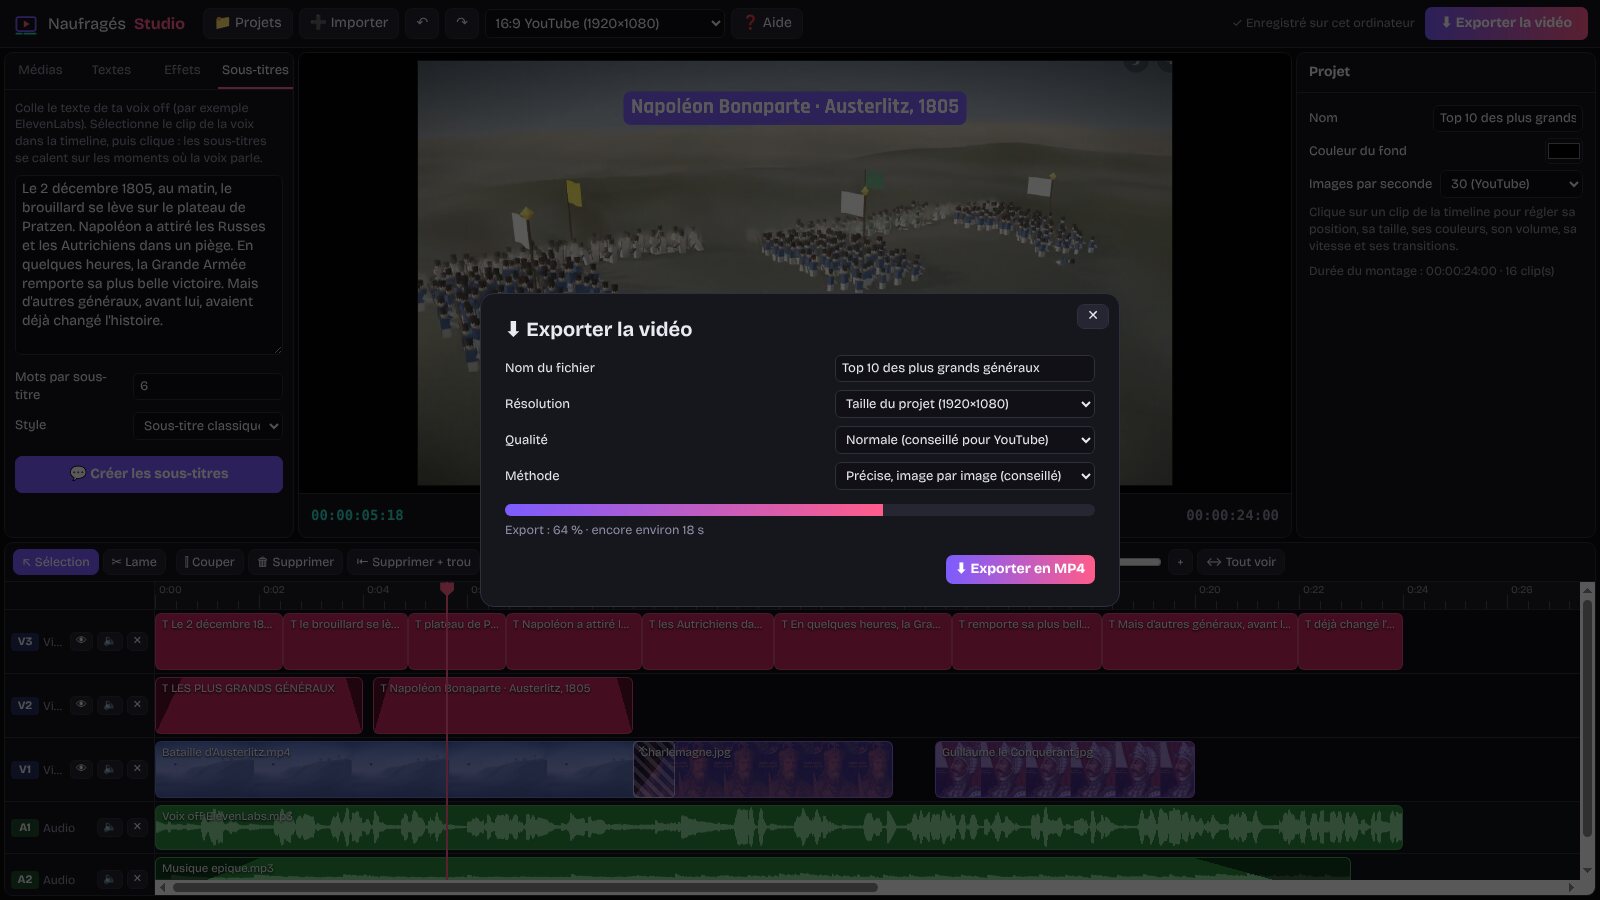 Naufragés Studio
Projets
Importer
16:9 YouTube (1920×1080)
Aide
✓ Enregistré sur cet ordinateur
Exporter la vidéo
Médias
Textes
Effets
Sous-titres
Colle le texte de ta voix off (par exemple
ElevenLabs). Sélectionne le clip de la voix
dans la timeline, puis clique : les sous-titres
se calent sur les moments où la voix parle.
Le 2 décembre 1805, au matin, le
brouillard se lève sur le plateau de
Pratzen. Napoléon a attiré les Russes
et les Autrichiens dans un piège. En
quelques heures, la Grande Armée
remporte sa plus belle victoire. Mais
d'autres généraux, avant lui, avaient
déjà changé l'histoire.
Mots par sous-
titre
6
Style
Sous-titre classique
Créer les sous-titres
Napoléon Bonaparte · Austerlitz, 1805
00:00:05:18
00:00:24:00
Projet
Nom
Top 10 des plus grands
Couleur du fond
Images par seconde
30 (YouTube)
Clique sur un clip de la timeline pour régler sa
position, sa taille, ses couleurs, son volume, sa
vitesse et ses transitions.
Durée du montage : 00:00:24:00 · 16 clip(s)
Exporter la vidéo
✕
Nom du fichier
Top 10 des plus grands généraux
Résolution
Taille du projet (1920×1080)
Qualité
Normale (conseillé pour YouTube)
Méthode
Précise, image par image (conseillé)
Export : 64 % · encore environ 18 s
Exporter en MP4
Sélection
Lame
Couper
Supprimer
Supprimer + trou
+
Tout voir
0:00
0:02
0:04
0:20
0:22
0:24
0:26
V3
Vi...
T Le 2 décembre 18...
T le brouillard se lè...
T plateau de P...
T Napoléon a attiré l...
T les Autrichiens da...
T En quelques heures, la Gra...
T remporte sa plus bell...
T Mais d'autres généraux, avant l...
T déjà changé l'...
V2
Vi...
T LES PLUS GRANDS GÉNÉRAUX
T Napoléon Bonaparte · Austerlitz, 1805
V1
Vi...
Bataille d'Austerlitz.mp4
Charlemagne.jpg
Guillaume le Conquérant.jpg
A1
Audio
Voix off ElevenLabs.mp3
A2
Audio
Musique epique.mp3